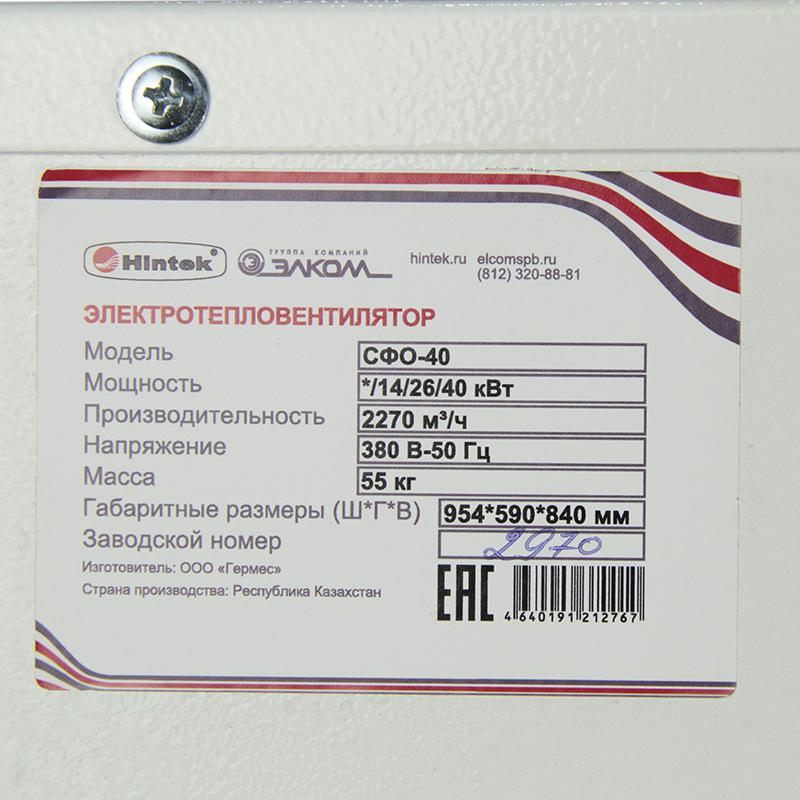 Hintek®
ГРУППА КОМПАНИЙ
ЭЛКОМ
hintek.ru elcomspb.ru
(812) 320-88-81
ЭЛЕКТРОТЕПЛОВЕНТИЛЯТОР
Модель СФО-40
Мощность */14/26/40 кВт
Производительность 2270 м³/ч
Напряжение 380 В-50 Гц
Масса 55 кг
Габаритные размеры (Ш*Г*В) 954*590*840 мм
Заводской номер 2970
Изготовитель: ООО «Гермес»
Страна производства: Республика Казахстан
ЕАС
4 640191 212767